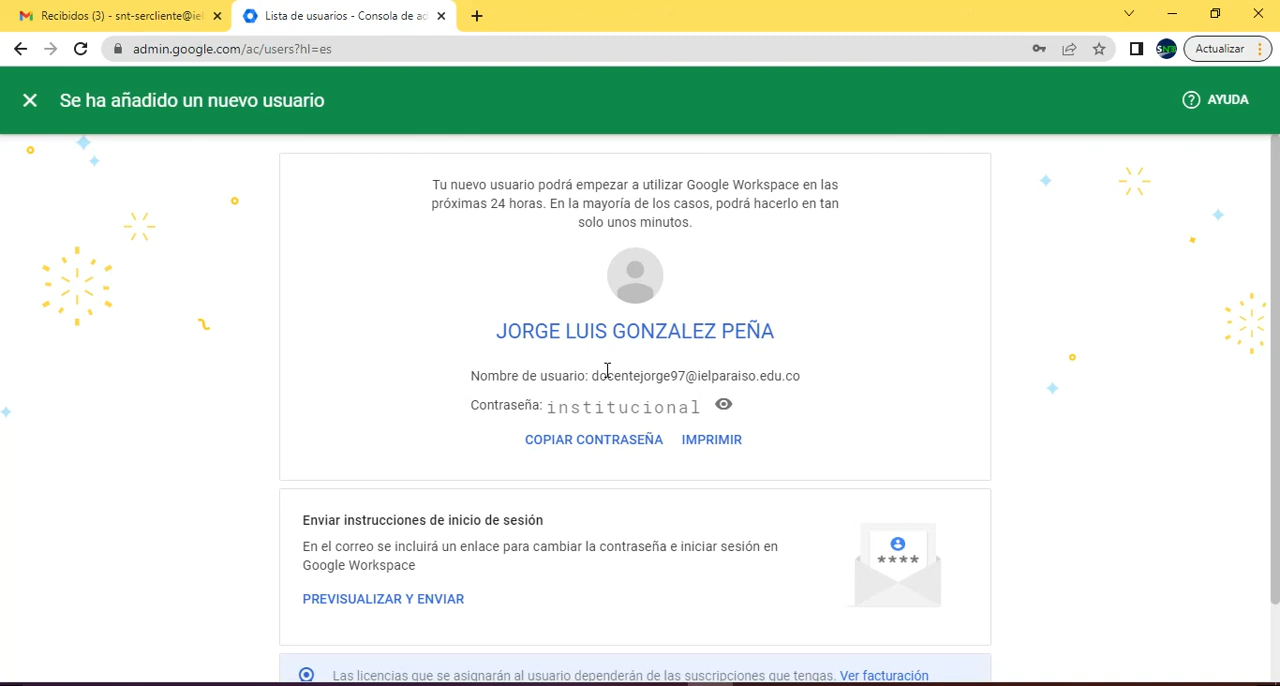 Recibidos (3) - snt-sercliente@iel
Lista de usuarios - Consola de ad
admin.google.com/ac/users?hl=es
SNT
Actualizar
Se ha añadido un nuevo usuario
AYUDA
Tu nuevo usuario podrá empezar a utilizar Google Workspace en las
próximas 24 horas. En la mayoría de los casos, podrá hacerlo en tan
solo unos minutos.
JORGE LUIS GONZALEZ PEÑA
Nombre de usuario: docentejorge97@ielparaiso.edu.co
Contraseña: institucional
COPIAR CONTRASEÑA IMPRIMIR
Enviar instrucciones de inicio de sesión
En el correo se incluirá un enlace para cambiar la contraseña e iniciar sesión en
Google Workspace
****
PREVISUALIZAR Y ENVIAR
Las licencias que se asignarán al usuario dependerán de las suscripciones que tengas. Ver facturación